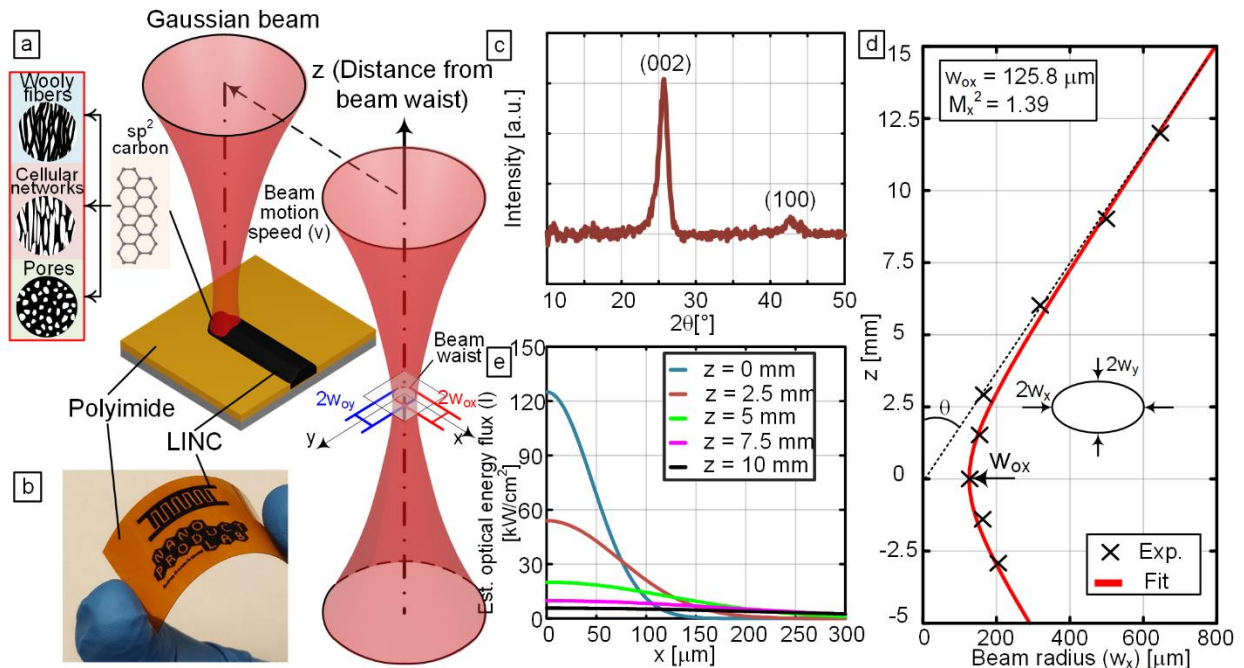 a
Gaussian beam
z (Distance from
beam waist)
Wooly
fibers
sp2
carbon
Cellular
networks
Pores
Beam
motion
speed (v)
Beam
waist
2woy
2wox
y
x
Polyimide
LINC
b
NANO
PRODUCT
LAB
c
(002)
(100)
Intensity [a.u.]
10 20 30 40 50
2θ[°]
d
wox = 125.8 μm
Mx2 = 1.39
15
12.5
10
7.5
5
2.5
0
-2.5
-5
z [mm]
θ
2wy
2wx
wox
Exp.
Fit
0 200 400 600 800
Beam radius (wx) [μm]
e
150
120
90
60
30
0
Est. optical energy flux (I)
[kW/cm2]
z = 0 mm
z = 2.5 mm
z = 5 mm
z = 7.5 mm
z = 10 mm
0 50 100 150 200 250 300
x [μm]